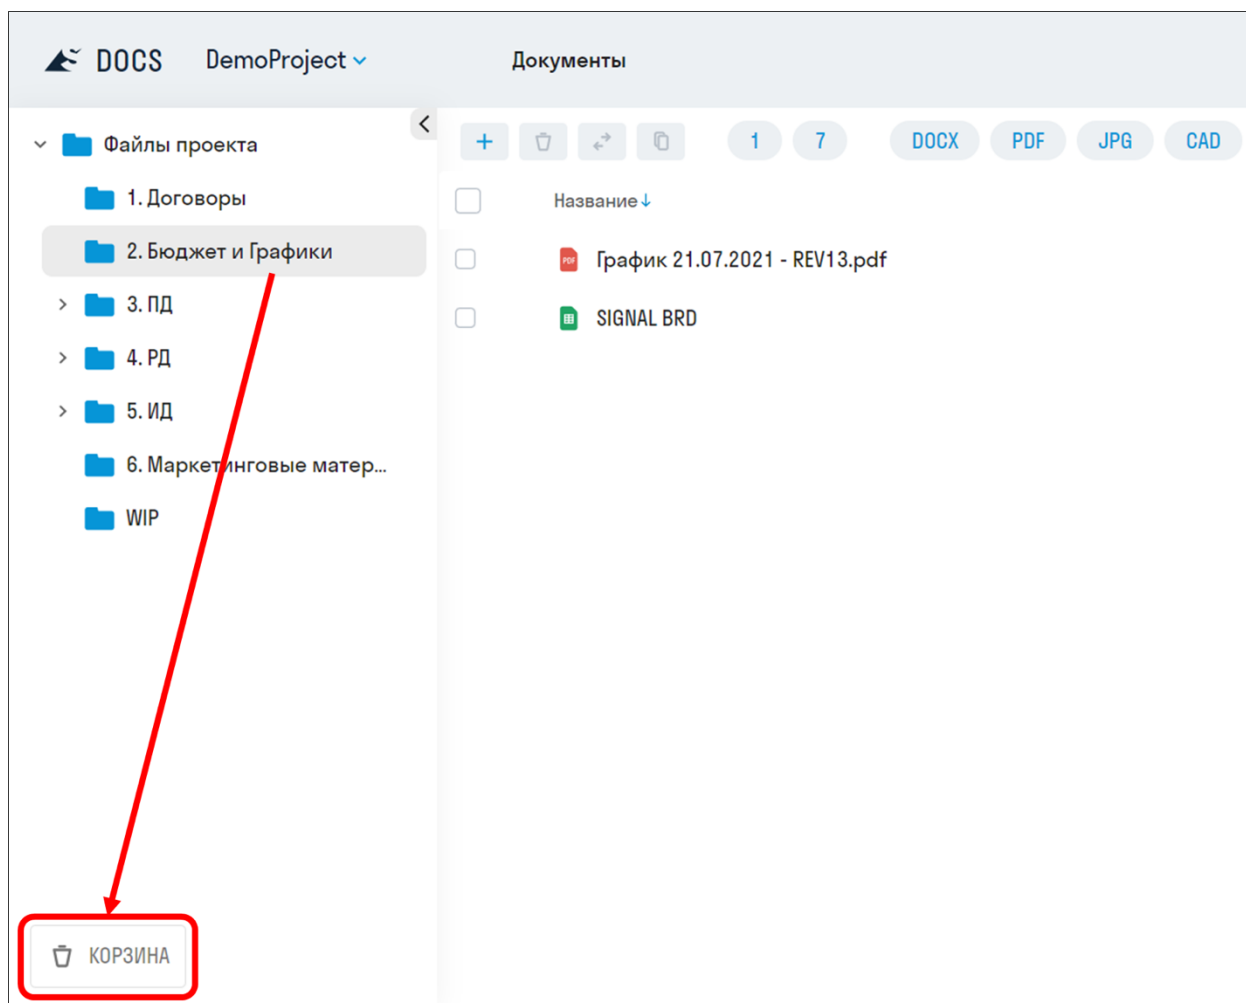 DOCS DemoProject Документы
Файлы проекта
1. Договоры
2. Бюджет и Графики
3. ПД
4. РД
5. ИД
6. Маркетинговые матер...
WIP
КОРЗИНА
1 7 DOCX PDF JPG CAD
Название
PDF График 21.07.2021 - REV13.pdf
SIGNAL BRD